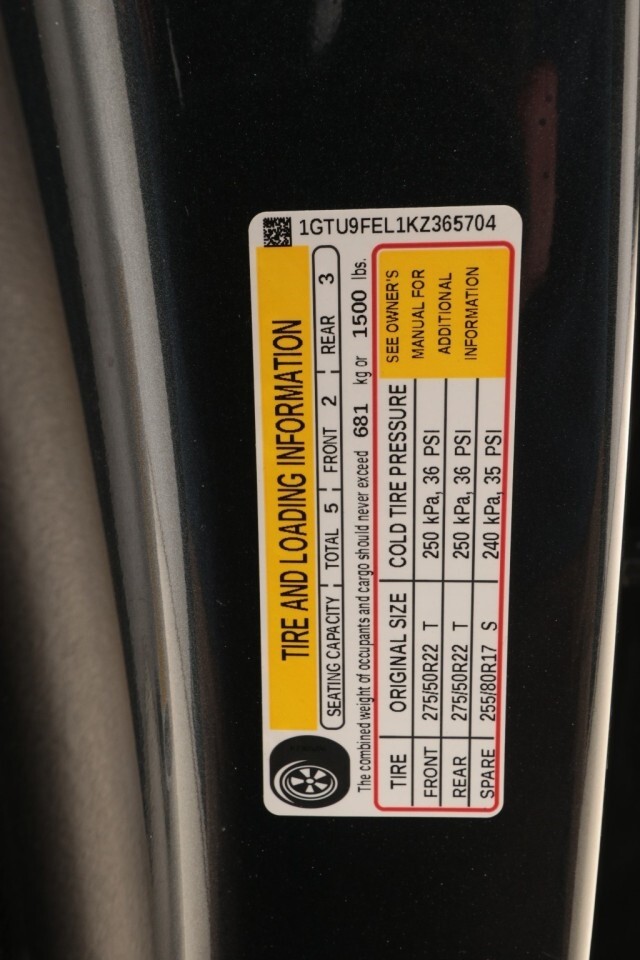 1GTU9FEL1KZ365704
TIRE AND LOADING INFORMATION
SEATING CAPACITY TOTAL 5 FRONT 2 REAR 3
The combined weight of occupants and cargo should never exceed 681 kg or 1500 lbs.
TIRE ORIGINAL SIZE COLD TIRE PRESSURE
FRONT 275/50R22 T 250 kPa, 36 PSI
REAR 275/50R22 T 250 kPa, 36 PSI
SPARE 255/80R17 S 240 kPa, 35 PSI
SEE OWNER'S
MANUAL FOR
ADDITIONAL
INFORMATION